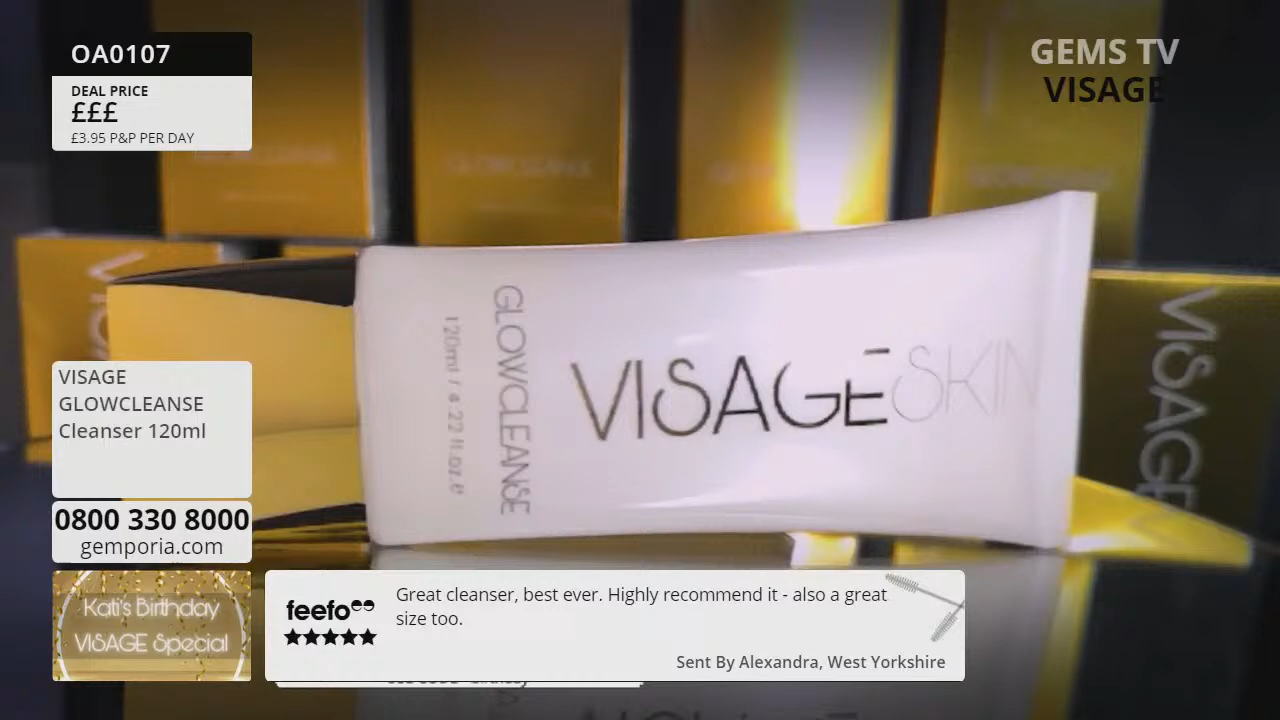 OA0107
DEAL PRICE
£££
£3.95 P&P PER DAY
GEMS TV
VISAGE
VISAGE
GLOWCLEANSE
120ml / 4.22 fl.oz.e
VISAGESKIN
VISAGE
GLOWCLEANSE
Cleanser 120ml
0800 330 8000
gemporia.com
Kati's Birthday
VISAGE Special
feefo
Great cleanser, best ever. Highly recommend it - also a great
size too.
Sent By Alexandra, West Yorkshire